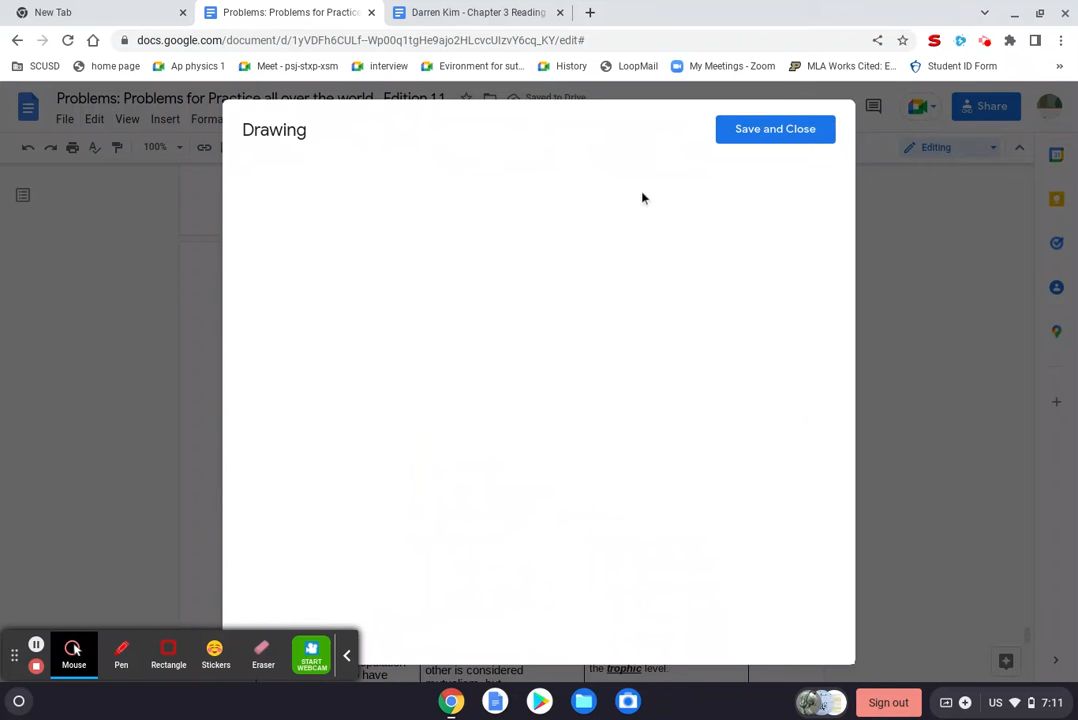 New Tab
Problems: Problems for Practice
Darren Kim - Chapter 3 Reading
docs.google.com/document/d/1yVDFh6CULf--Wp00q1tgHe9ajo2HLcvcUIzvY6cq_KY/edit#
SCUSD
home page
Ap physics 1
Meet - psj-stxp-xsm
interview
Evironment for sut...
History
LoopMail
My Meetings - Zoom
MLA Works Cited: E...
Student ID Form
Problems: Problems for Practice all over the world Edition 11
Saved to Drive
File Edit View Insert Forma
Share
100%
Editing
Drawing
Save and Close
have
other is considered
the trophic level.
Mouse
Pen
Rectangle
Stickers
Eraser
START
WEBCAM
Sign out
US
7:11